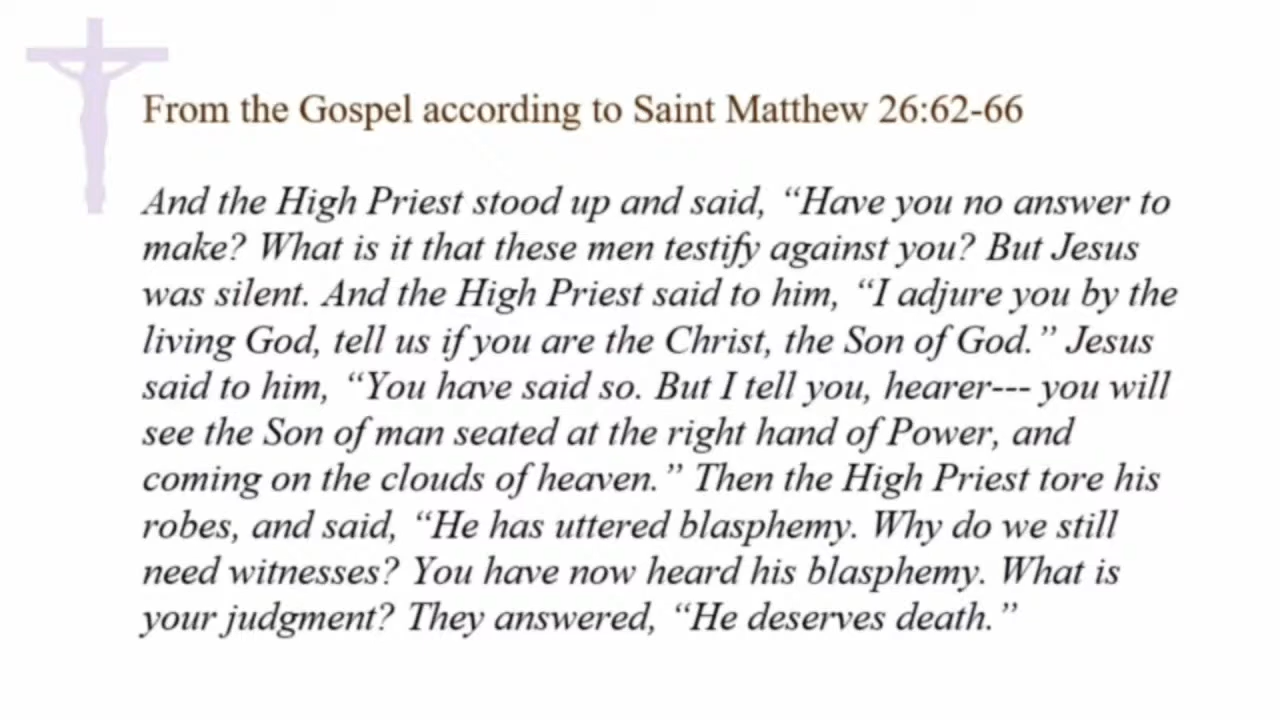 From the Gospel according to Saint Matthew 26:62-66
And the High Priest stood up and said, “Have you no answer to
make? What is it that these men testify against you? But Jesus
was silent. And the High Priest said to him, “I adjure you by the
living God, tell us if you are the Christ, the Son of God.” Jesus
said to him, “You have said so. But I tell you, hearer--- you will
see the Son of man seated at the right hand of Power, and
coming on the clouds of heaven.” Then the High Priest tore his
robes, and said, “He has uttered blasphemy. Why do we still
need witnesses? You have now heard his blasphemy. What is
your judgment? They answered, “He deserves death.”